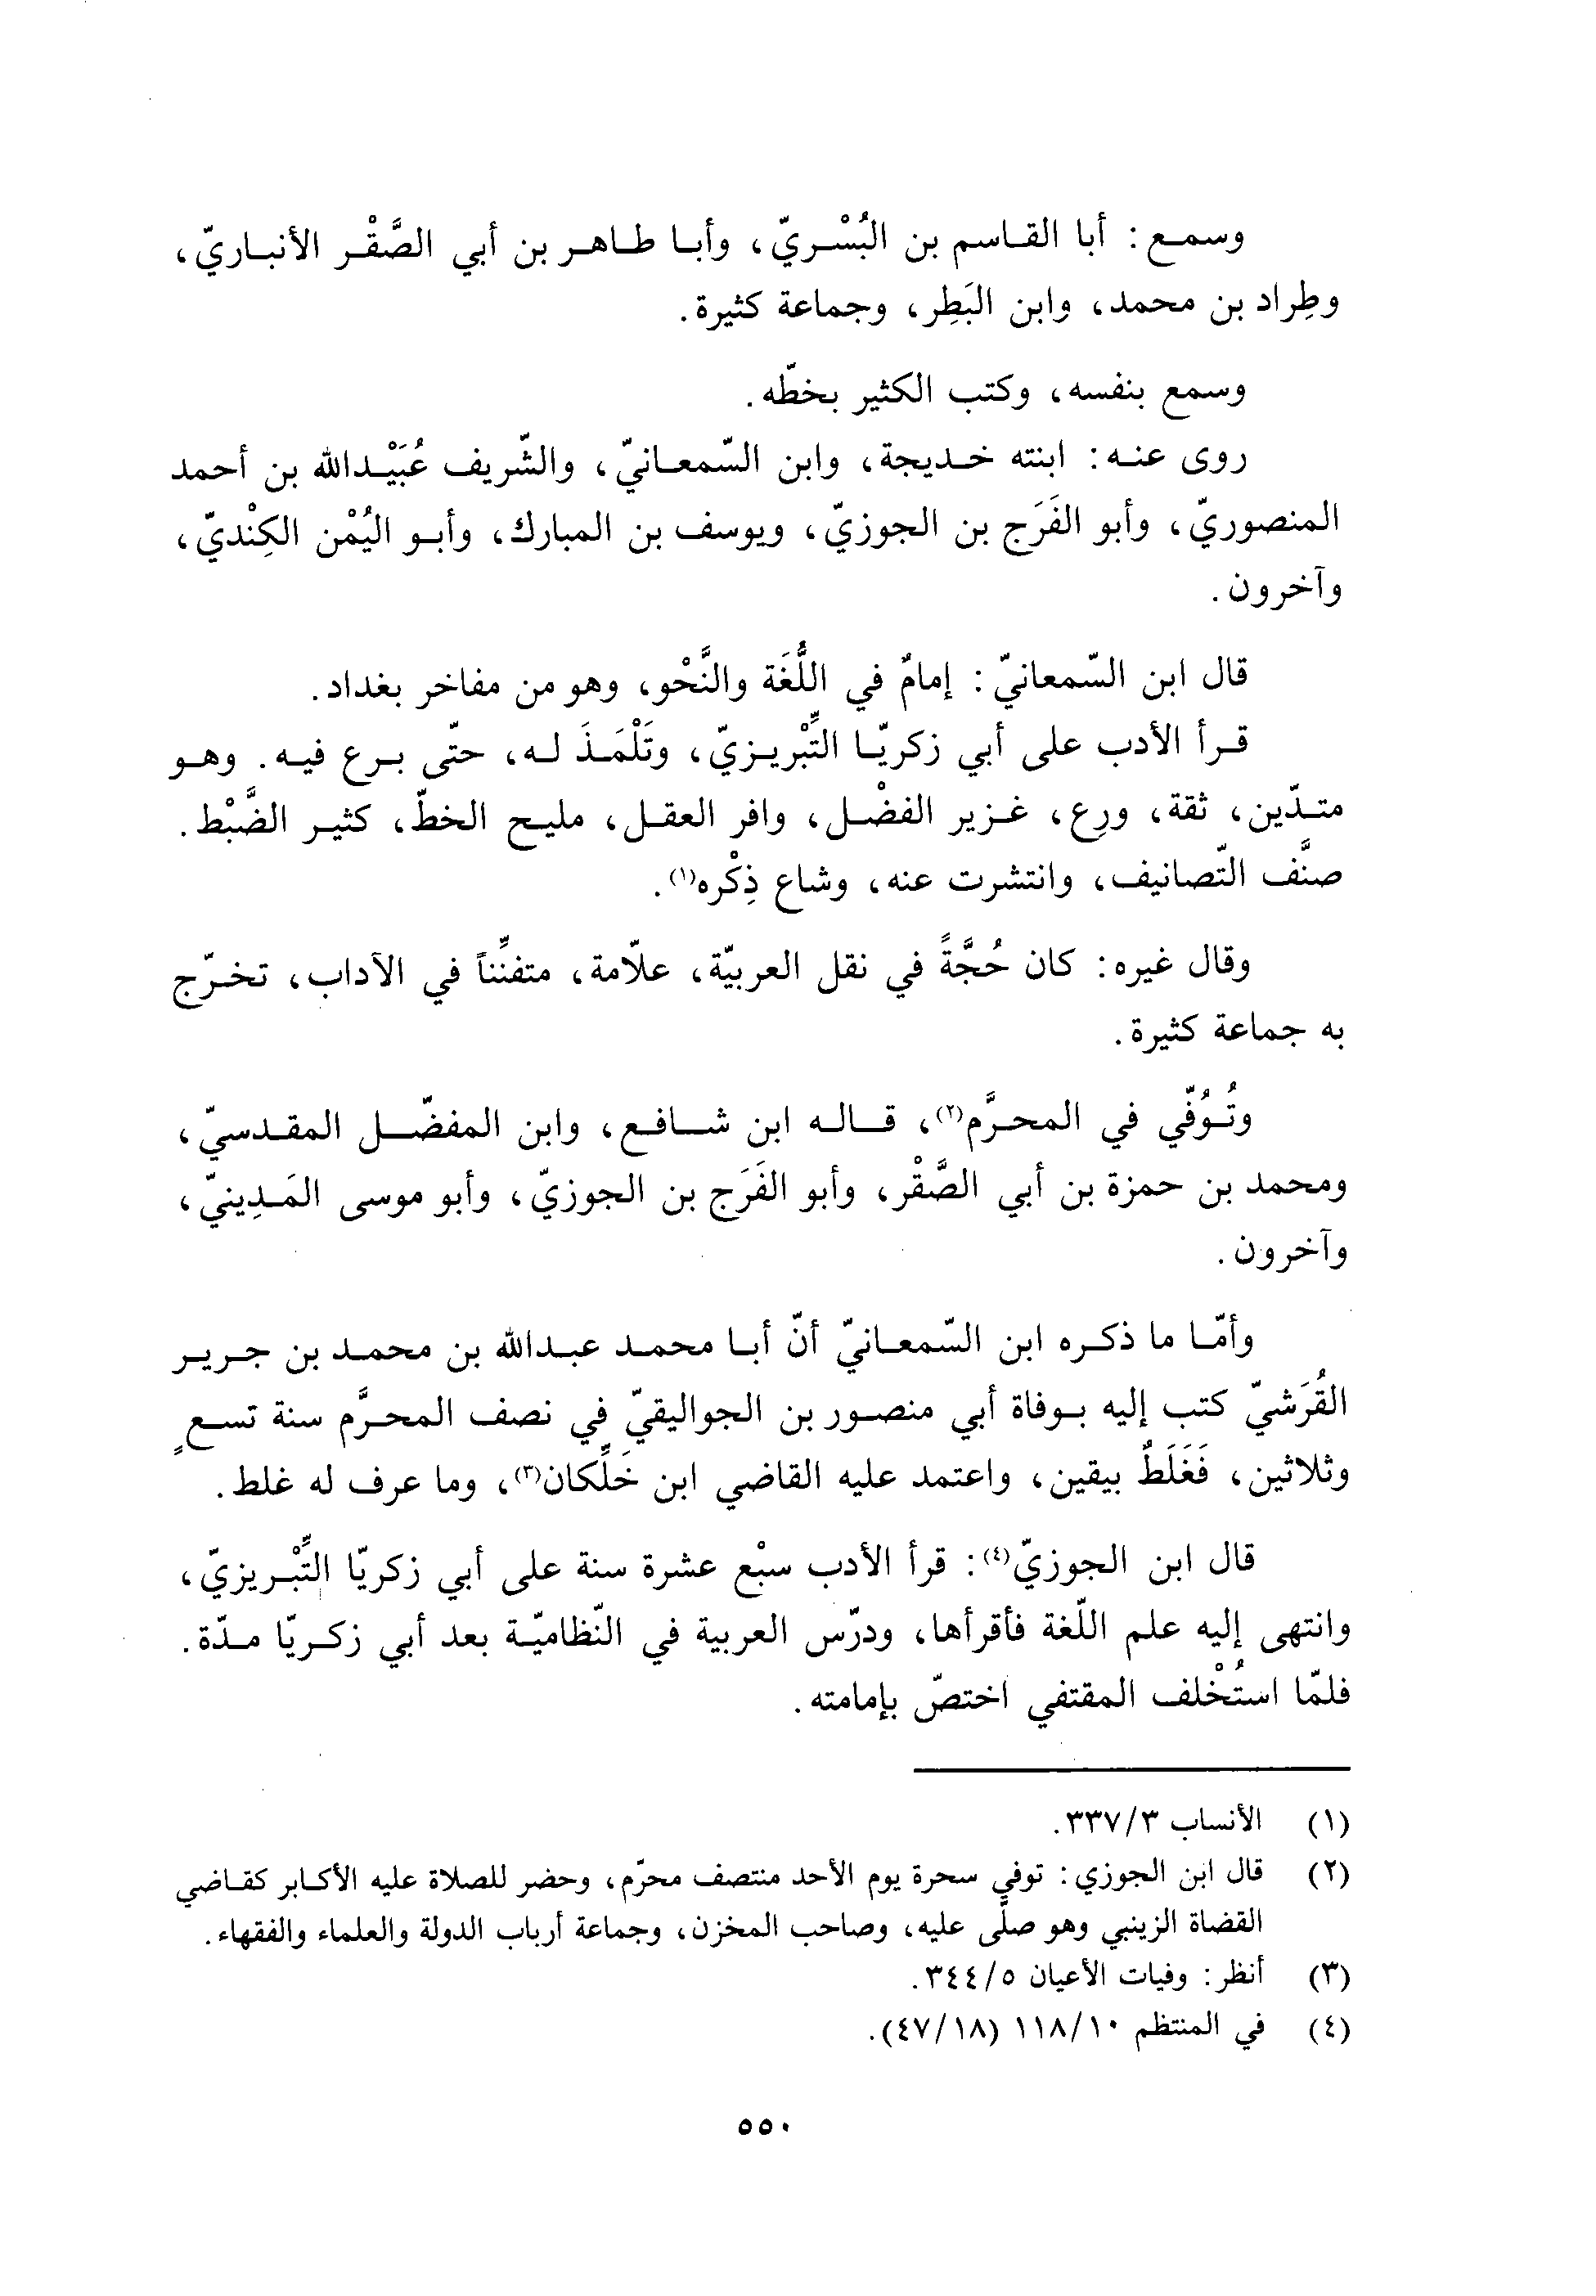 وسمع: أبا القاسم بن البُسْريّ، وأبا طاهر بن أبي الصَّقْر الأنباريّ،
وطِراد بن محمد، وابن البَطِر، وجماعة كثيرة.
وسمع بنفسه، وكتب الكثير بخطّه.
روى عنه: ابنته خديجة، وابن السّمعانيّ، والشّريف عُبَيْدالله بن أحمد
المنصوريّ، وأبو الفَرَج بن الجوزيّ، ويوسف بن المبارك، وأبو اليُمْن الكِنْديّ،
وآخرون.
قال ابن السّمعانيّ: إمامٌ في اللُّغَة والنَّحْو، وهو من مفاخر بغداد.
قرأ الأدب على أبي زكريّا التِّبْريزيّ، وتَلْمَذَ له، حتّى برع فيه. وهو
متدّين، ثقة، ورِع، غزير الفضْل، وافر العقل، مليح الخطّ، كثير الضَّبْط.
صنَّف التّصانيف، وانتشرت عنه، وشاع ذِكْره(١).
وقال غيره: كان حُجَّةً في نقل العربيّة، علّامة، متفنِّناً في الآداب، تخرّج
به جماعة كثيرة.
وتُوُفّي في المحرَّم(٢)، قاله ابن شافع، وابن المفضّل المقدسيّ،
ومحمد بن حمزة بن أبي الصَّقْر، وأبو الفَرَج بن الجوزيّ، وأبو موسى المَدِينيّ،
وآخرون.
وأمّا ما ذكره ابن السّمعانيّ أنّ أبا محمد عبدالله بن محمد بن جرير
القُرَشيّ كتب إليه بوفاة أبي منصور بن الجواليقيّ في نصف المحرَّم سنة تسعٍ
وثلاثين، فَغَلَطٌ بيقين، واعتمد عليه القاضي ابن خَلِّكان(٣)، وما عرف له غلط.
قال ابن الجوزيّ(٤): قرأ الأدب سبْع عشرة سنة على أبي زكريّا التِّبْريزيّ،
وانتهى إليه علم اللّغة فأقرأها، ودرّس العربية في النّظاميّة بعد أبي زكريّا مدّة.
فلمّا استُخْلف المقتفي اختصّ بإمامته.
(١) الأنساب ٣/٣٣٧.
(٢) قال ابن الجوزي: توفي سحرة يوم الأحد منتصف محرّم، وحضر للصلاة عليه الأكابر كقاضي
القضاة الزينبي وهو صلّى عليه، وصاحب المخزن، وجماعة أرباب الدولة والعلماء والفقهاء.
(٣) أنظر: وفيات الأعيان ٥/٣٤٤.
(٤) في المنتظم ١٠/١١٨ (١٨/٤٧).
٥٥٠